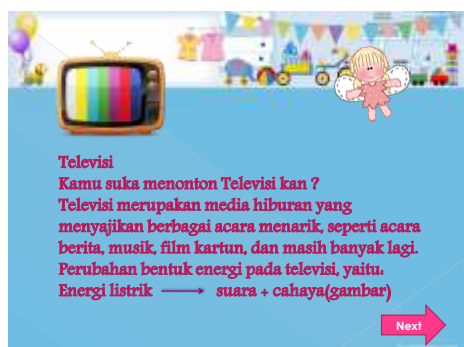 Televisi
Kamu suka menonton Televisi kan ?
Televisi merupakan media hiburan yang
menyajikan berbagai acara menarik, seperti acara
berita, musik, film kartun, dan masih banyak lagi.
Perubahan bentuk energi pada televisi, yaitu.
Energi listrik ⟶ suara + cahaya(gambar)
Next